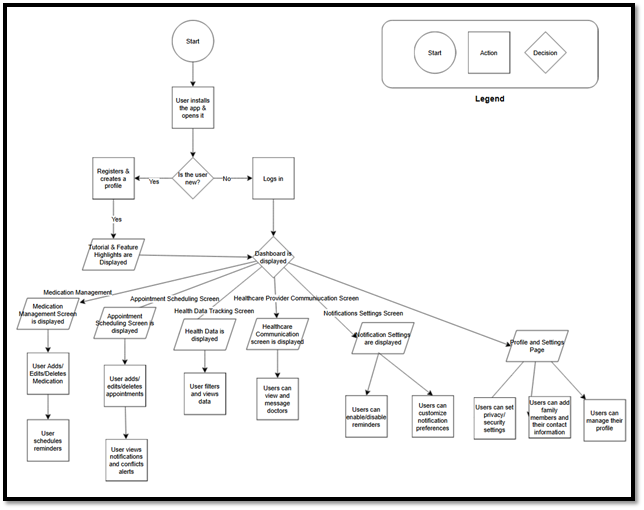 Start
Start
Action
Decision
Legend
User installs
the app &
opens it
Registers &
creates a
profile
Yes
Is the user
new?
No
Logs in
Yes
Tutorial & Feature
Highlights are
Displayed
Dashboard is
displayed
Medication Management
Appointment Scheduling Screen
Health Data Tracking Screen
Healthcare Provider Communiucation Screen
Notifications Settings Screen
Medication
Management Screen
is displayed
Appointment
Scheduling Screen is
displayed
Health Data is
displayed
Healthcare
Communication
screen is displayed
Notification Settings
are displayed
Profile and Settings
Page
User Adds/
Edits/Deletes
Medication
User adds/
edits/deletes
appointments
User filters
and views
data
Users can
view and
message
doctors
Users can
enable/disable
reminders
Users can
customize
notification
preferences
Users can set
privacy/
security
settings
Users can add
family
members and
their contact
information
Users can
manage their
profile
User
schedules
reminders
User views
notifications
and conflicts
alerts